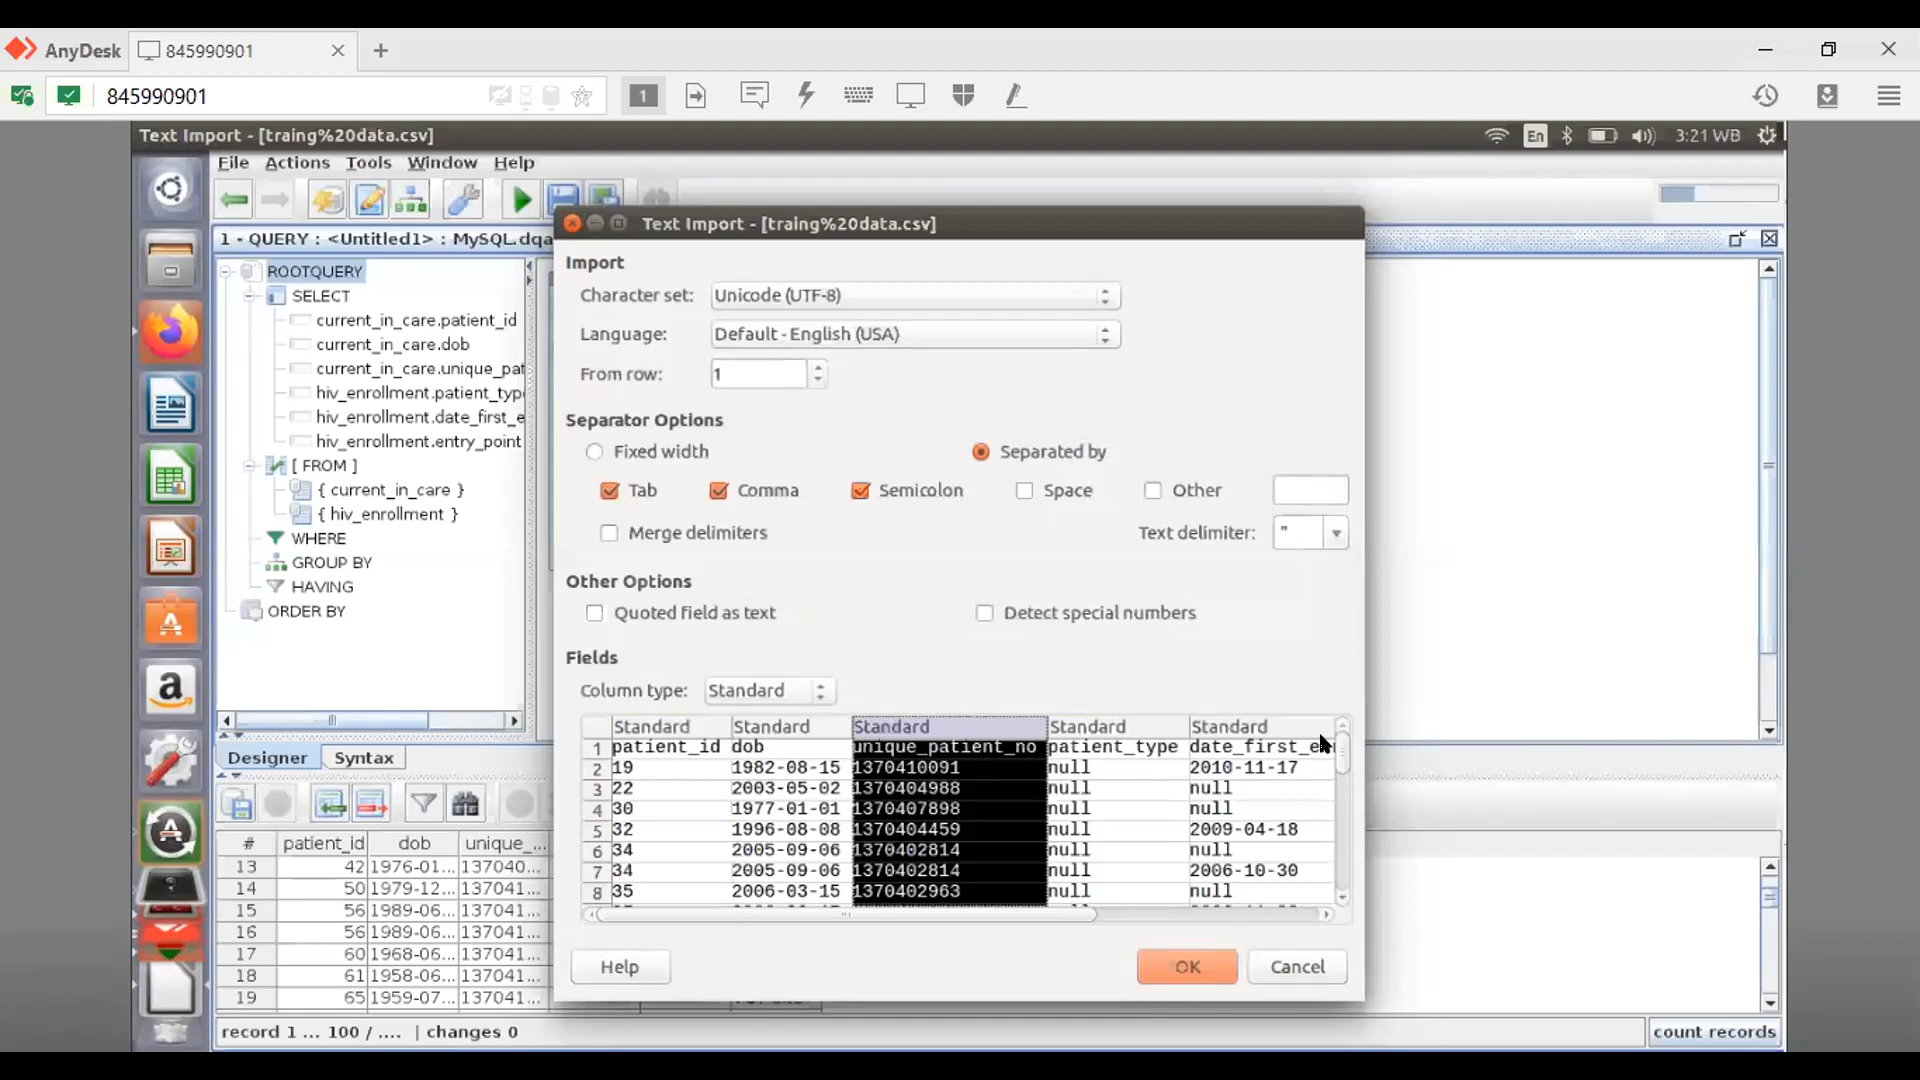 AnyDesk 845990901
845990901 1
Text Import - [traing%20data.csv] En 3:21 WB
File Actions Tools Window Help
1 - QUERY : <Untitled1> : MySQL.dqa
ROOTQUERY
SELECT
current_in_care.patient_id
current_in_care.dob
current_in_care.unique_pat
hiv_enrollment.patient_type
hiv_enrollment.date_first_e
hiv_enrollment.entry_point
[ FROM ]
{ current_in_care }
{ hiv_enrollment }
WHERE
GROUP BY
HAVING
ORDER BY
Designer Syntax
# patient_id dob unique_...
13 42 1976-01... 137040...
14 50 1979-12... 137041...
15 56 1989-06... 137041...
16 56 1989-06... 137041...
17 60 1968-06... 137041...
18 61 1958-06... 137041...
19 65 1959-07... 137041...
record 1 ... 100 / .... | changes 0 count records
Text Import - [traing%20data.csv]
Import
Character set: Unicode (UTF-8)
Language: Default - English (USA)
From row: 1
Separator Options
Fixed width Separated by
Tab Comma Semicolon Space Other
Merge delimiters Text delimiter: "
Other Options
Quoted field as text Detect special numbers
Fields
Column type: Standard
Standard Standard Standard Standard Standard
1 patient_id dob unique_patient_no patient_type date_first_e
2 19 1982-08-15 1370410091 null 2010-11-17
3 22 2003-05-02 1370404988 null null
4 30 1977-01-01 1370407898 null null
5 32 1996-08-08 1370404459 null 2009-04-18
6 34 2005-09-06 1370402814 null null
7 34 2005-09-06 1370402814 null 2006-10-30
8 35 2006-03-15 1370402963 null null
Help OK Cancel